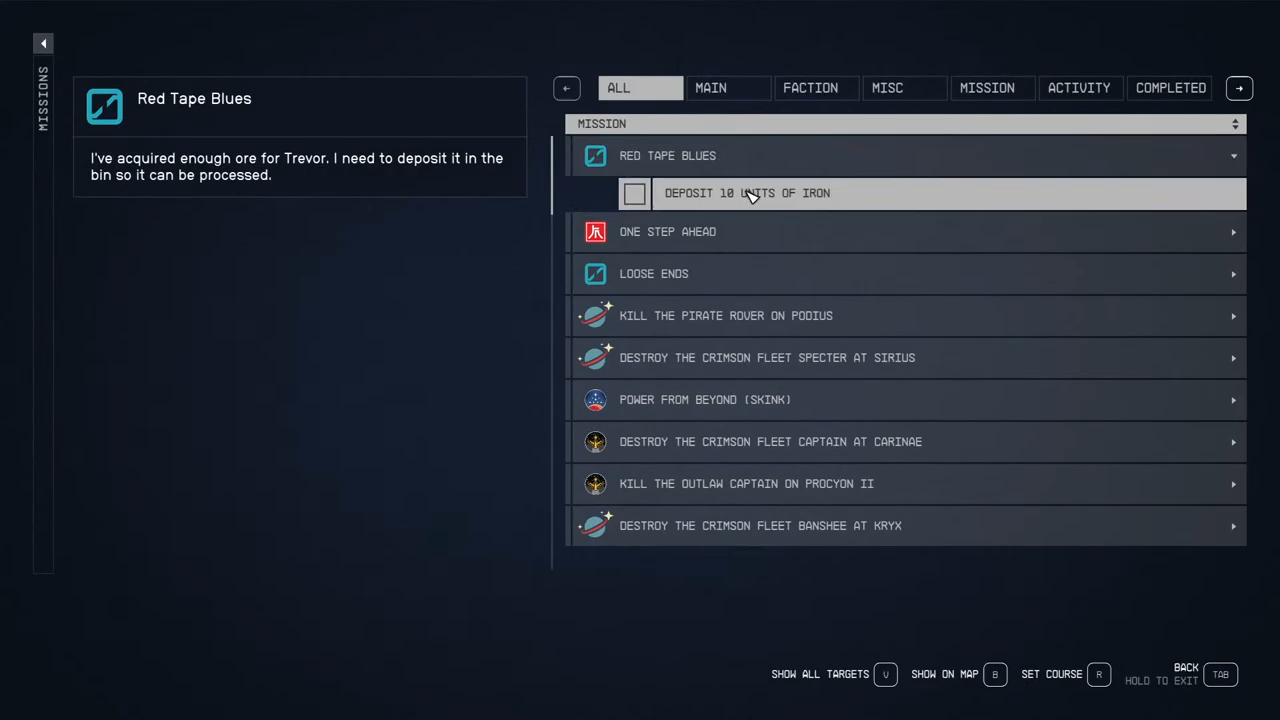 MISSIONS
Red Tape Blues
I've acquired enough ore for Trevor. I need to deposit it in the
bin so it can be processed.
ALL MAIN FACTION MISC MISSION ACTIVITY COMPLETED
MISSION
RED TAPE BLUES
DEPOSIT 10 UNITS OF IRON
ONE STEP AHEAD
LOOSE ENDS
KILL THE PIRATE ROVER ON PODIUS
DESTROY THE CRIMSON FLEET SPECTER AT SIRIUS
POWER FROM BEYOND (SKINK)
DESTROY THE CRIMSON FLEET CAPTAIN AT CARINAE
KILL THE OUTLAW CAPTAIN ON PROCYON II
DESTROY THE CRIMSON FLEET BANSHEE AT KRYX
SHOW ALL TARGETS V SHOW ON MAP B SET COURSE R BACK TAB
HOLD TO EXIT